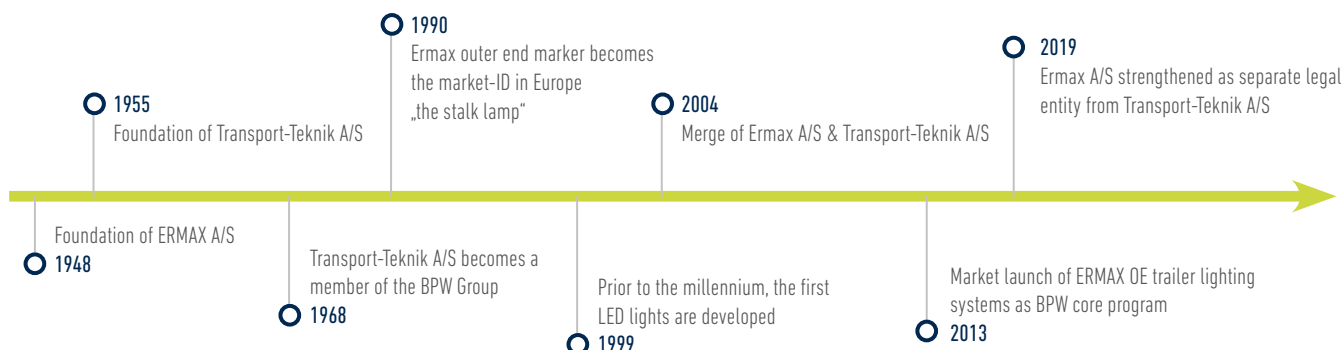 1990
Ermax outer end marker becomes
the market-ID in Europe
„the stalk lamp“
2019
Ermax A/S strengthened as separate legal
entity from Transport-Teknik A/S
1955
Foundation of Transport-Teknik A/S
2004
Merge of Ermax A/S & Transport-Teknik A/S
Foundation of ERMAX A/S
1948
Transport-Teknik A/S becomes a
member of the BPW Group
1968
Prior to the millennium, the first
LED lights are developed
1999
Market launch of ERMAX OE trailer lighting
systems as BPW core program
2013